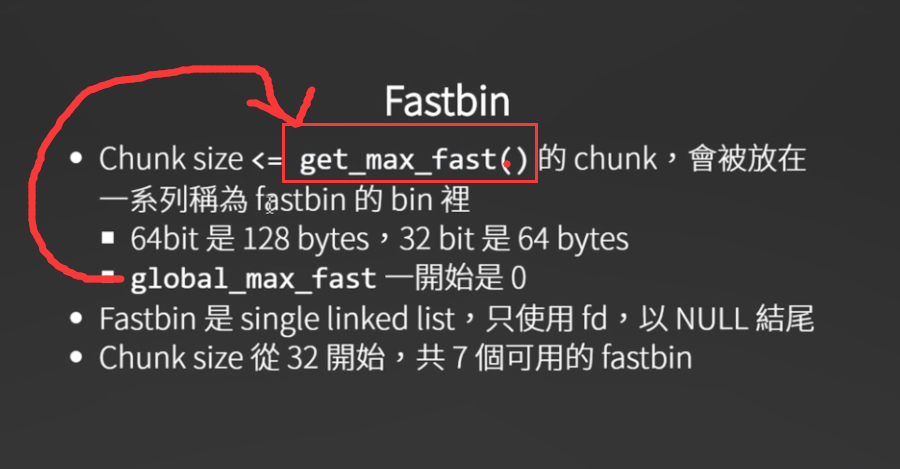 Fastbin
Chunk size <= get_max_fast() 的 chunk，會被放在
一系列稱為 fastbin 的 bin 裡
64bit 是 128 bytes，32 bit 是 64 bytes
global_max_fast 一開始是 0
Fastbin 是 single linked list，只使用 fd，以 NULL 結尾
Chunk size 從 32 開始，共 7 個可用的 fastbin